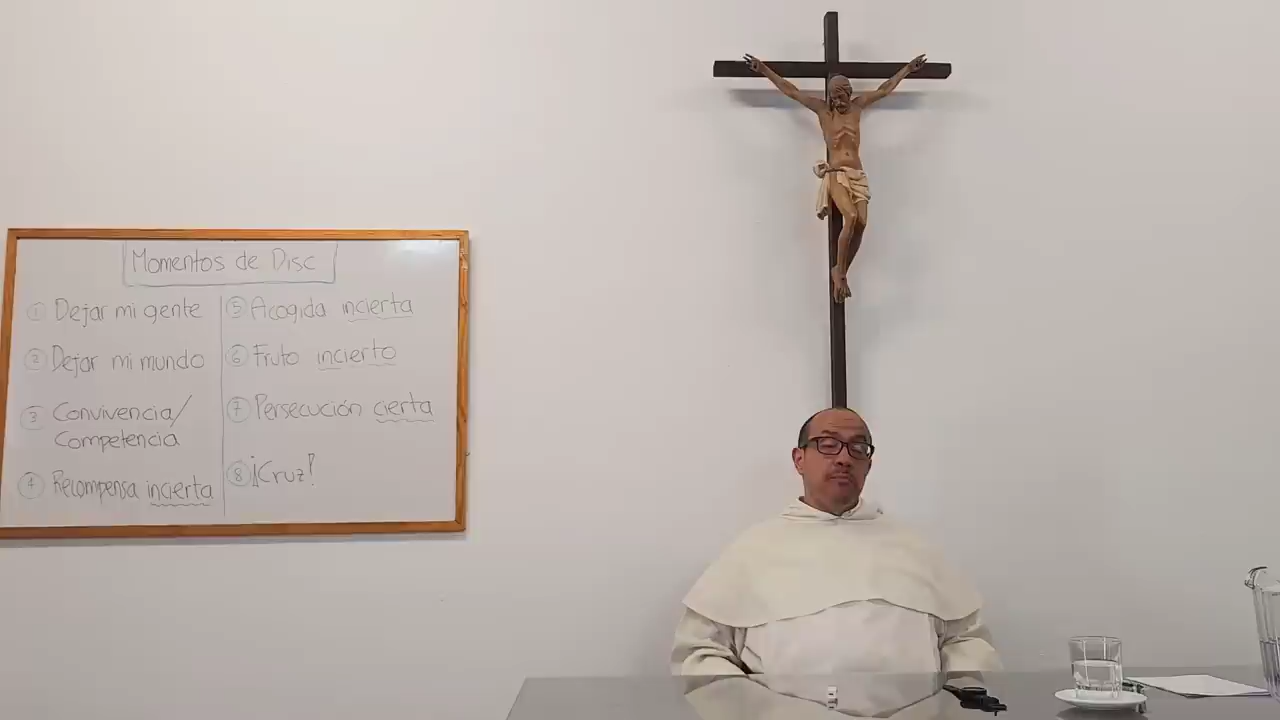 Momentos de Disc
① Dejar mi gente
② Dejar mi mundo
③ Convivencia/
Competencia
④ Recompensa incierta
⑤ Acogida incierta
⑥ Fruto incierto
⑦ Persecución cierta
⑧ ¡Cruz!